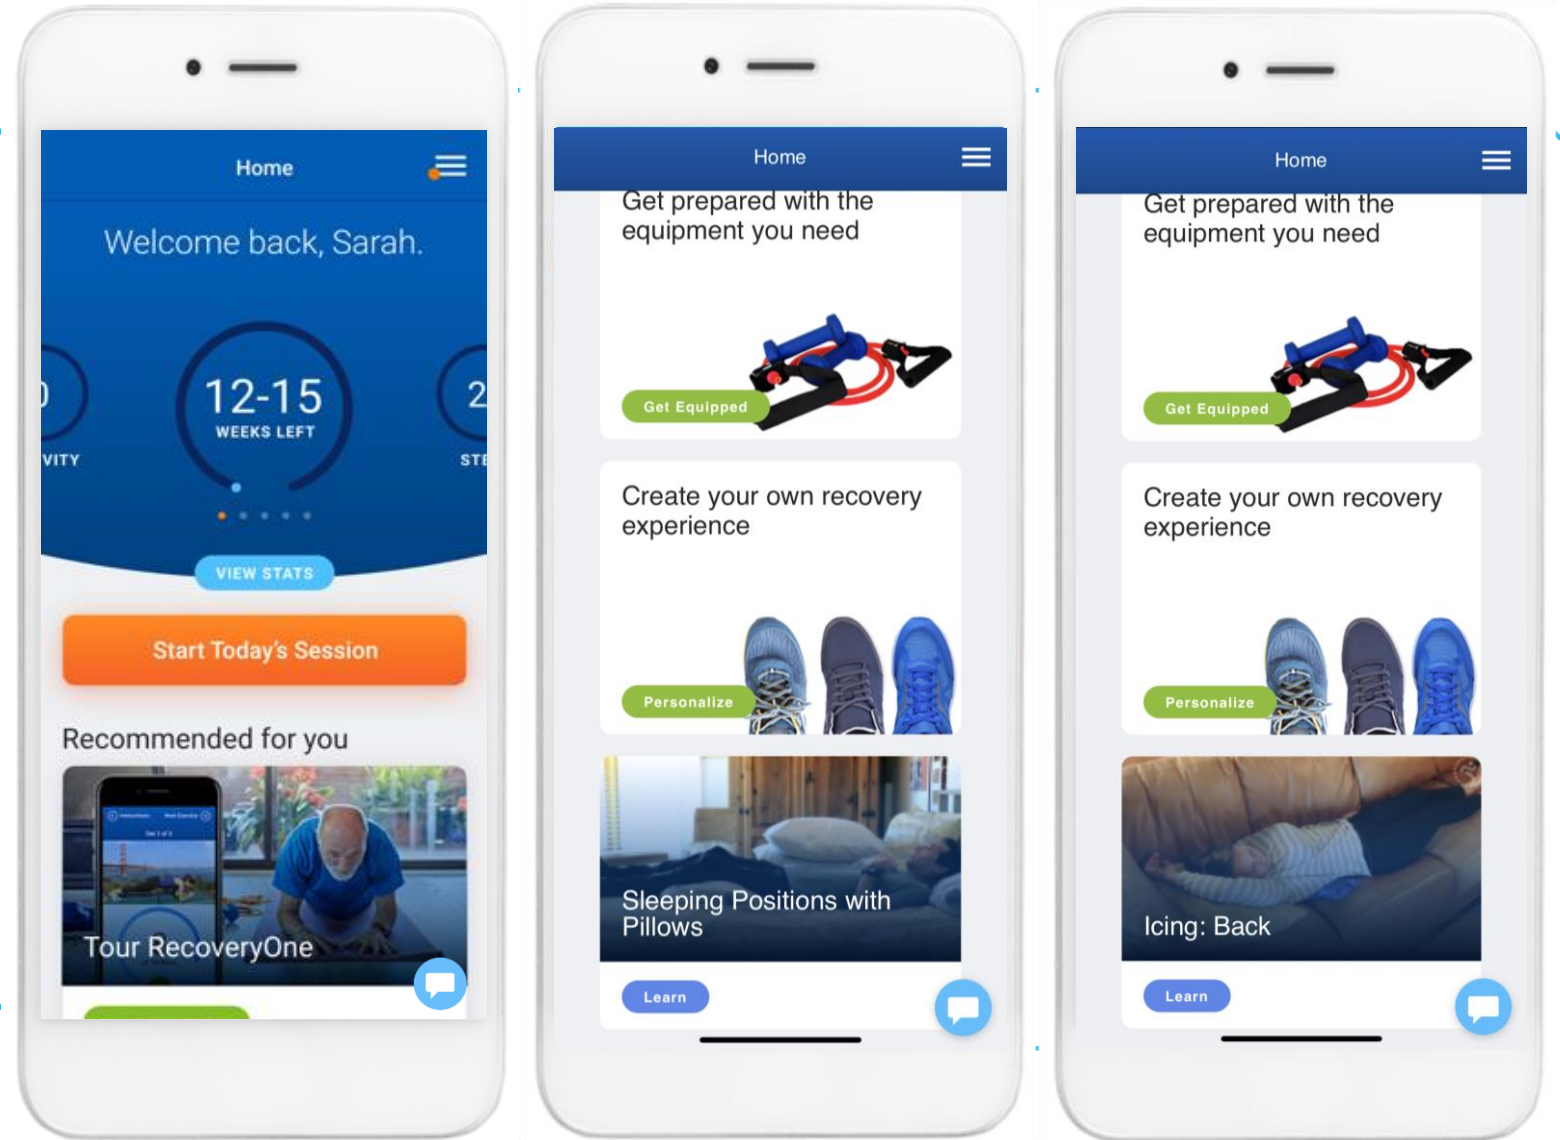 Home
Welcome back, Sarah.
12-15
WEEKS LEFT
VITY
VIEW STATS
Start Today's Session
Recommended for you
Tour RecoveryOne
Home
Get prepared with the
equipment you need
Get Equipped
Create your own recovery
experience
Personalize
Sleeping Positions with
Pillows
Learn
Home
Get prepared with the
equipment you need
Get Equipped
Create your own recovery
experience
Personalize
Icing: Back
Learn